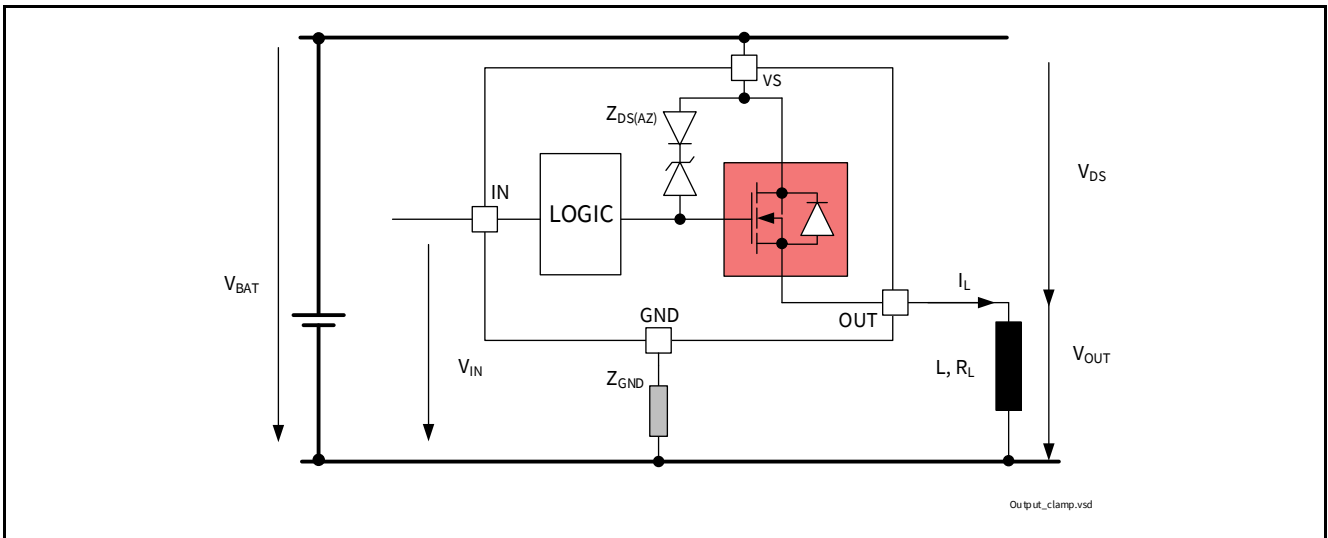 VS
Z_DS(AZ)
V_DS
IN
LOGIC
V_BAT
I_L
GND
OUT
V_IN
Z_GND
L, R_L
V_OUT
Output_clamp.vsd